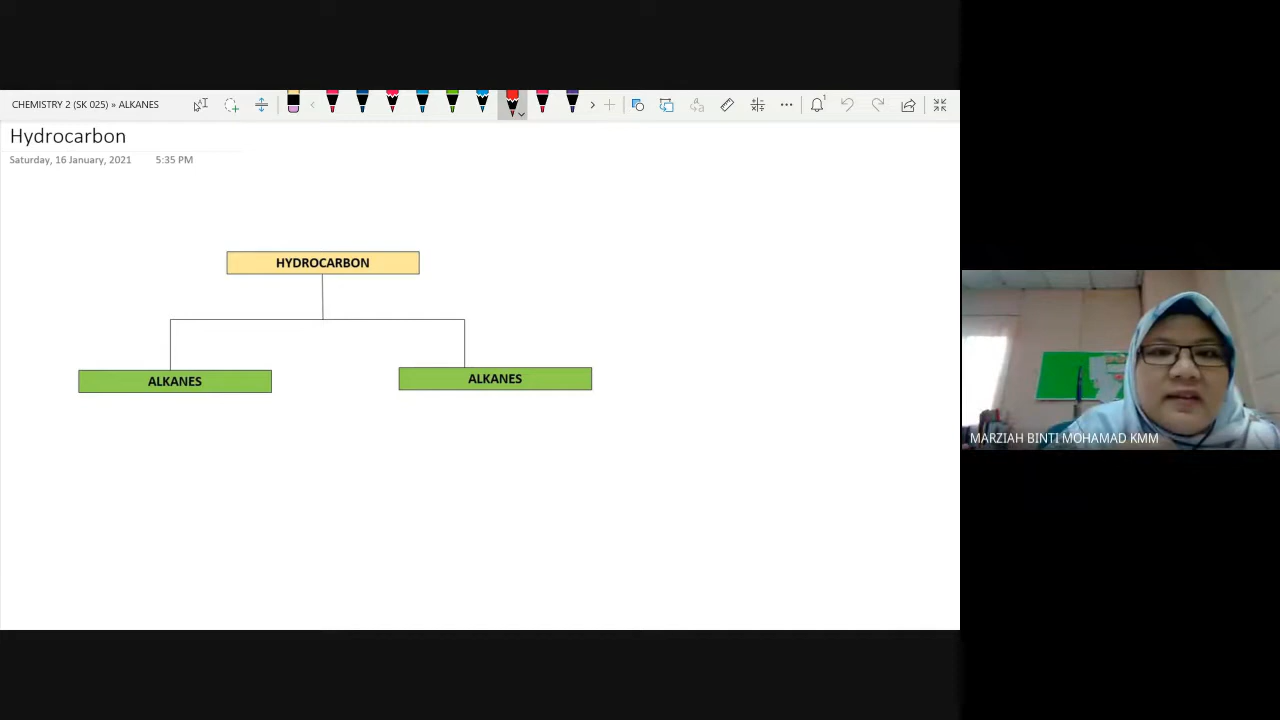 CHEMISTRY 2 (SK 025) » ALKANES
Hydrocarbon
Saturday, 16 January, 2021 5:35 PM
HYDROCARBON
ALKANES
ALKANES
MARZIAH BINTI MOHAMAD KMM